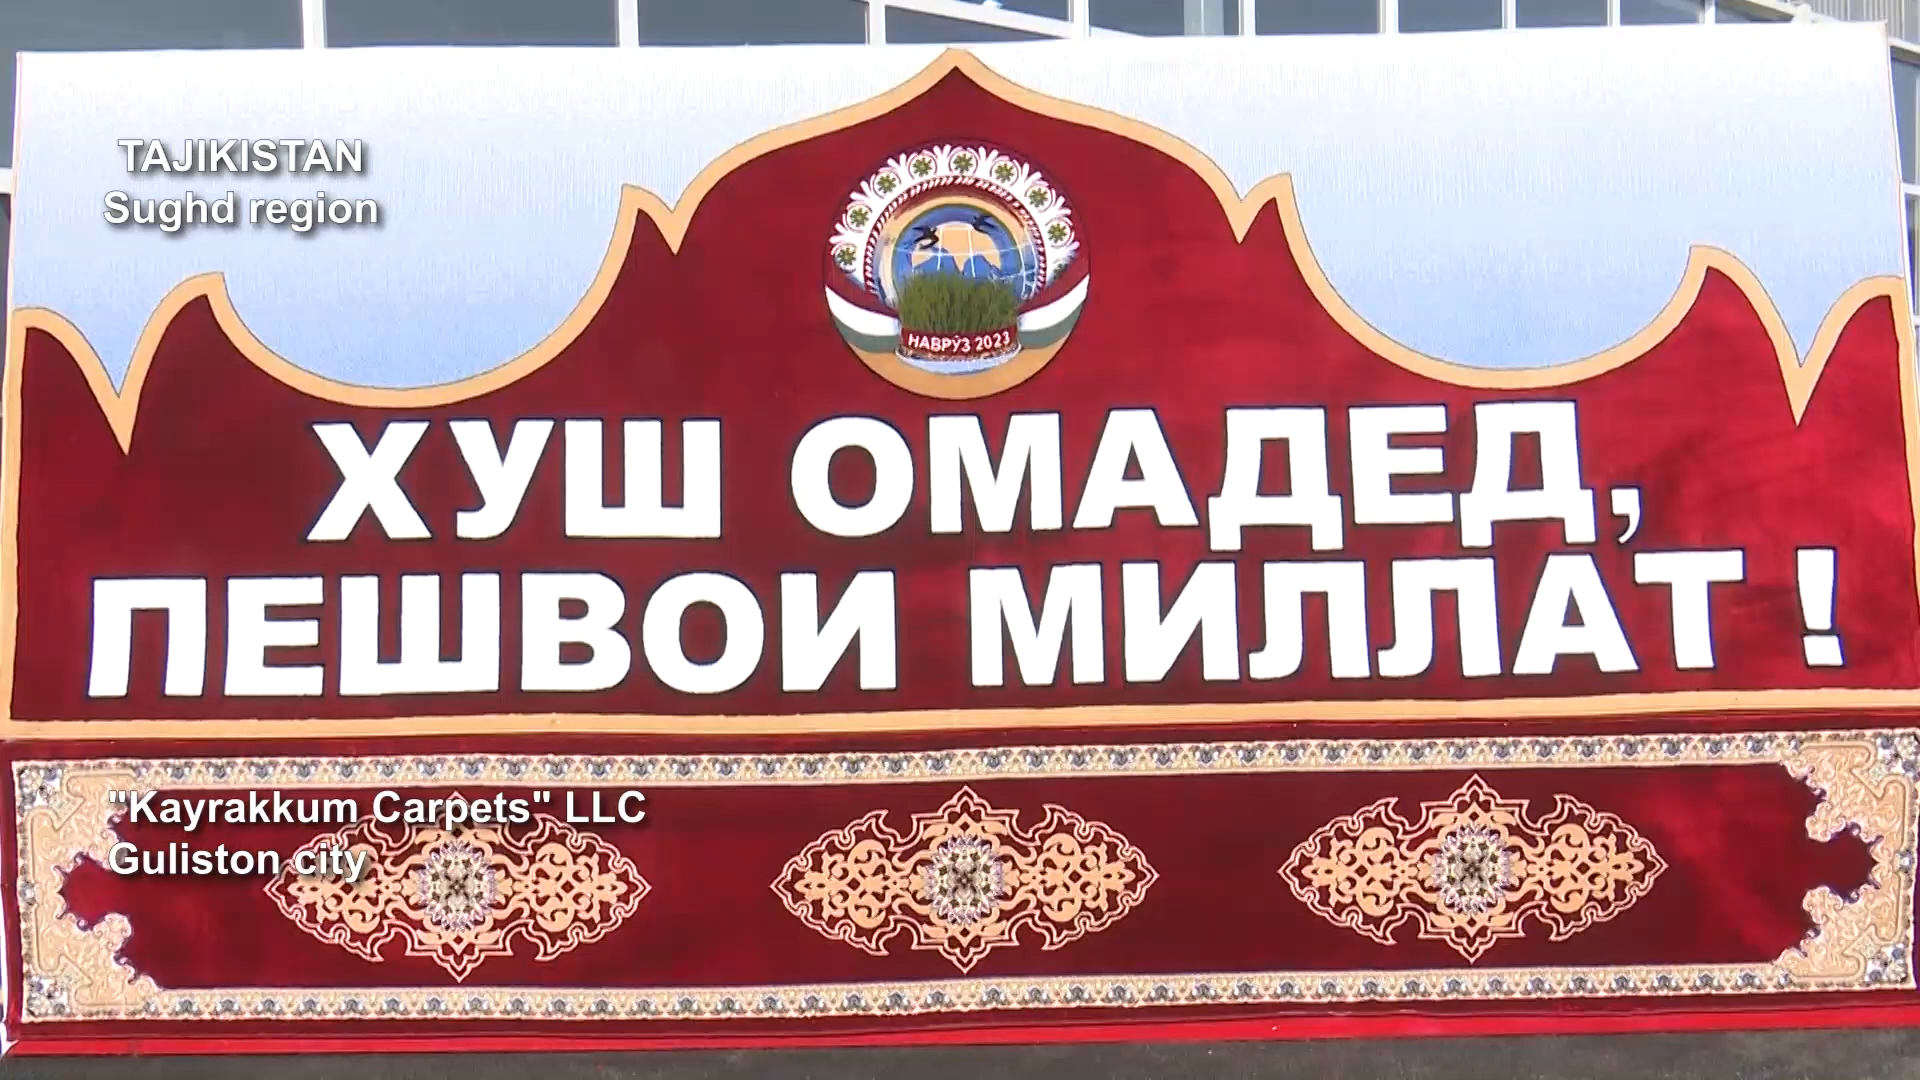 TAJIKISTAN
Sughd region
НАВРӮЗ 2023
ХУШ ОМАДЕД,
ПЕШВОИ МИЛЛАТ !
"Kayrakkum Carpets" LLC
Guliston city